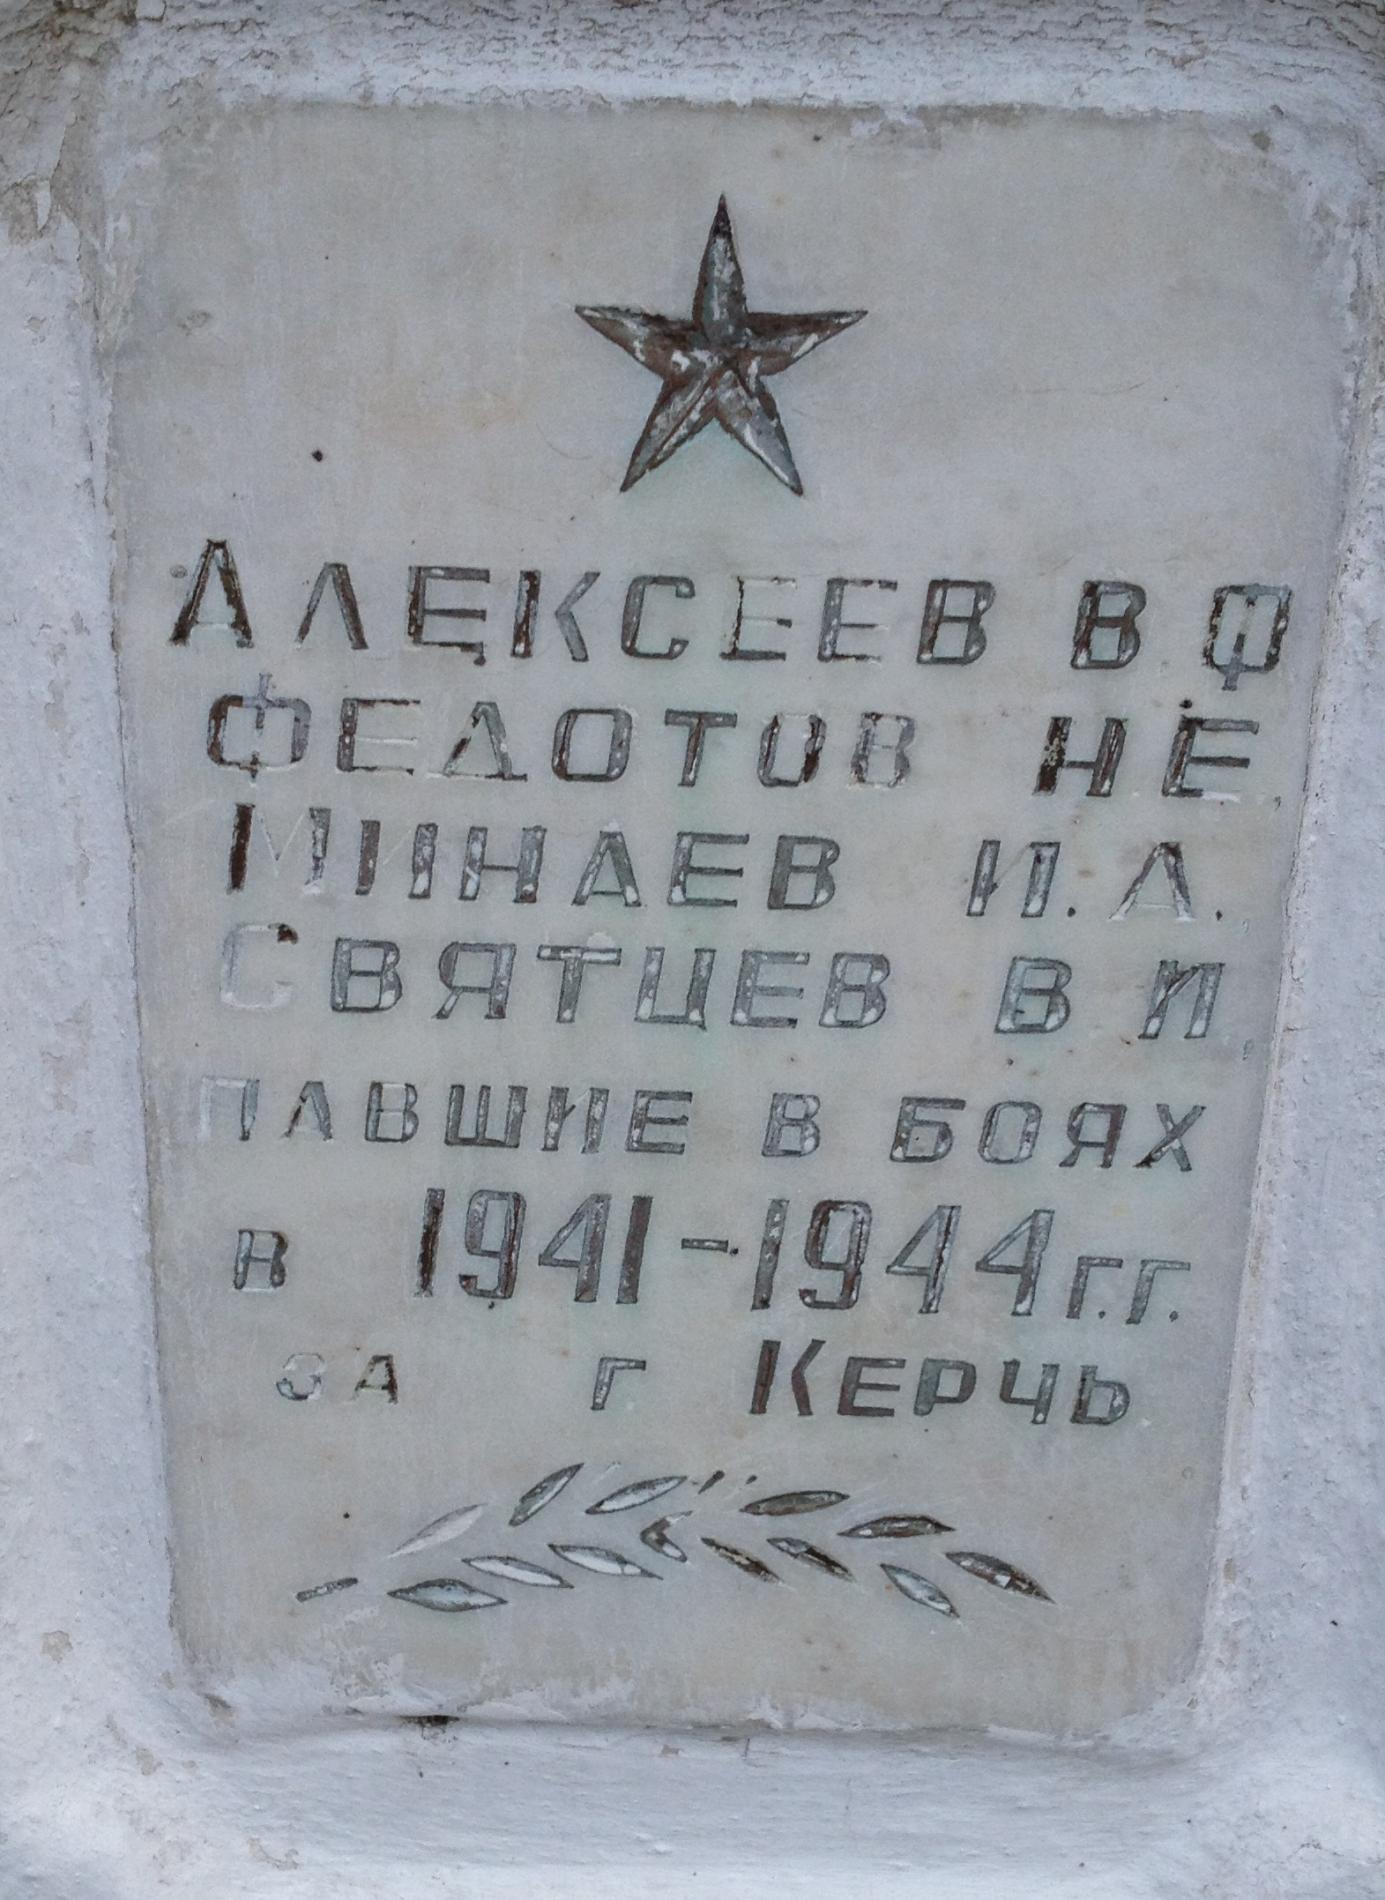 АЛЕКСЕЕВ В Ф
ФЕДОТОВ Н Е
МИНАЕВ И. А.
СВЯТЦЕВ В И
ПАВШИЕ В БОЯХ
в 1941-1944 г.г.
ЗА г КЕРЧЬ